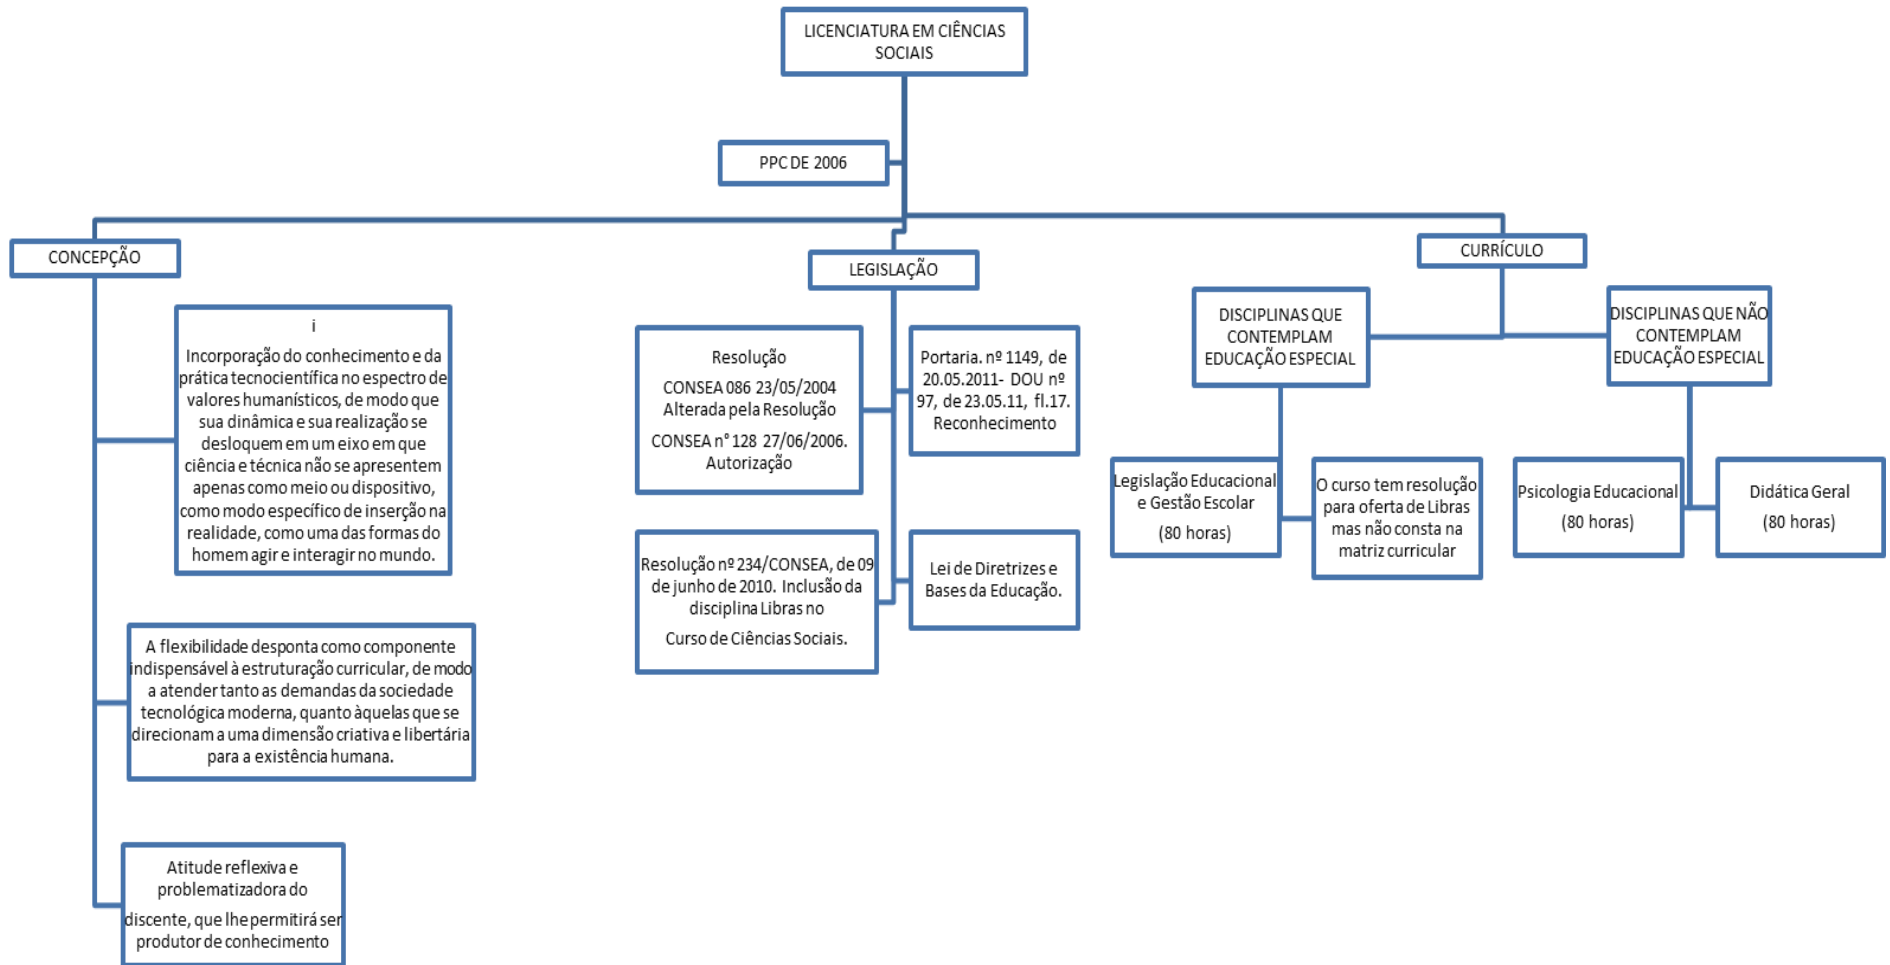 LICENCIATURA EM CIÊNCIAS
SOCIAIS
PPC DE 2006
CONCEPÇÃO
i
Incorporação do conhecimento e da
prática tecnocientífica no espectro de
valores humanísticos, de modo que
sua dinâmica e sua realização se
desloquem em um eixo em que
ciência e técnica não se apresentem
apenas como meio ou dispositivo,
como modo específico de inserção na
realidade, como uma das formas do
homem agir e interagir no mundo.
A flexibilidade desponta como componente
indispensável à estruturação curricular, de modo
a atender tanto as demandas da sociedade
tecnológica moderna, quanto àquelas que se
direcionam a uma dimensão criativa e libertária
para a existência humana.
Atitude reflexiva e
problematizadora do
discente, que lhe permitirá ser
produtor de conhecimento
LEGISLAÇÃO
Resolução
CONSEA 086 23/05/2004
Alterada pela Resolução
CONSEA n° 128 27/06/2006.
Autorização
Portaria. nº 1149, de
20.05.2011- DOU nº
97, de 23.05.11, fl.17.
Reconhecimento
Resolução nº 234/CONSEA, de 09
de junho de 2010. Inclusão da
disciplina Libras no
Curso de Ciências Sociais.
Lei de Diretrizes e
Bases da Educação.
CURRÍCULO
DISCIPLINAS QUE
CONTEMPLAM
EDUCAÇÃO ESPECIAL
Legislação Educacional
e Gestão Escolar
(80 horas)
O curso tem resolução
para oferta de Libras
mas não consta na
matriz curricular
DISCIPLINAS QUE NÃO
CONTEMPLAM
EDUCAÇÃO ESPECIAL
Psicologia Educacional
(80 horas)
Didática Geral
(80 horas)